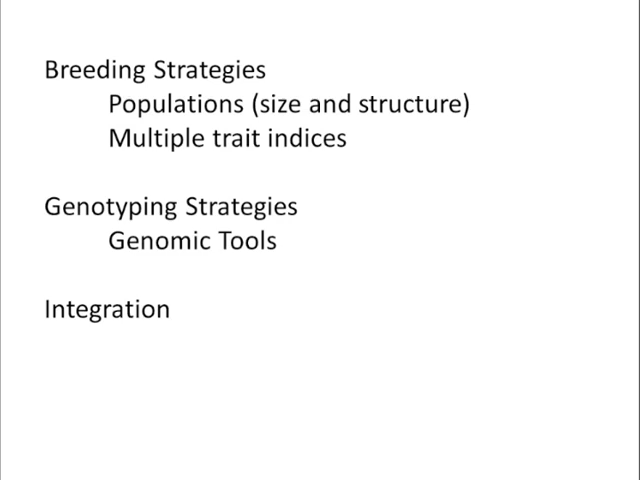 Breeding Strategies
Populations (size and structure)
Multiple trait indices
Genotyping Strategies
Genomic Tools
Integration